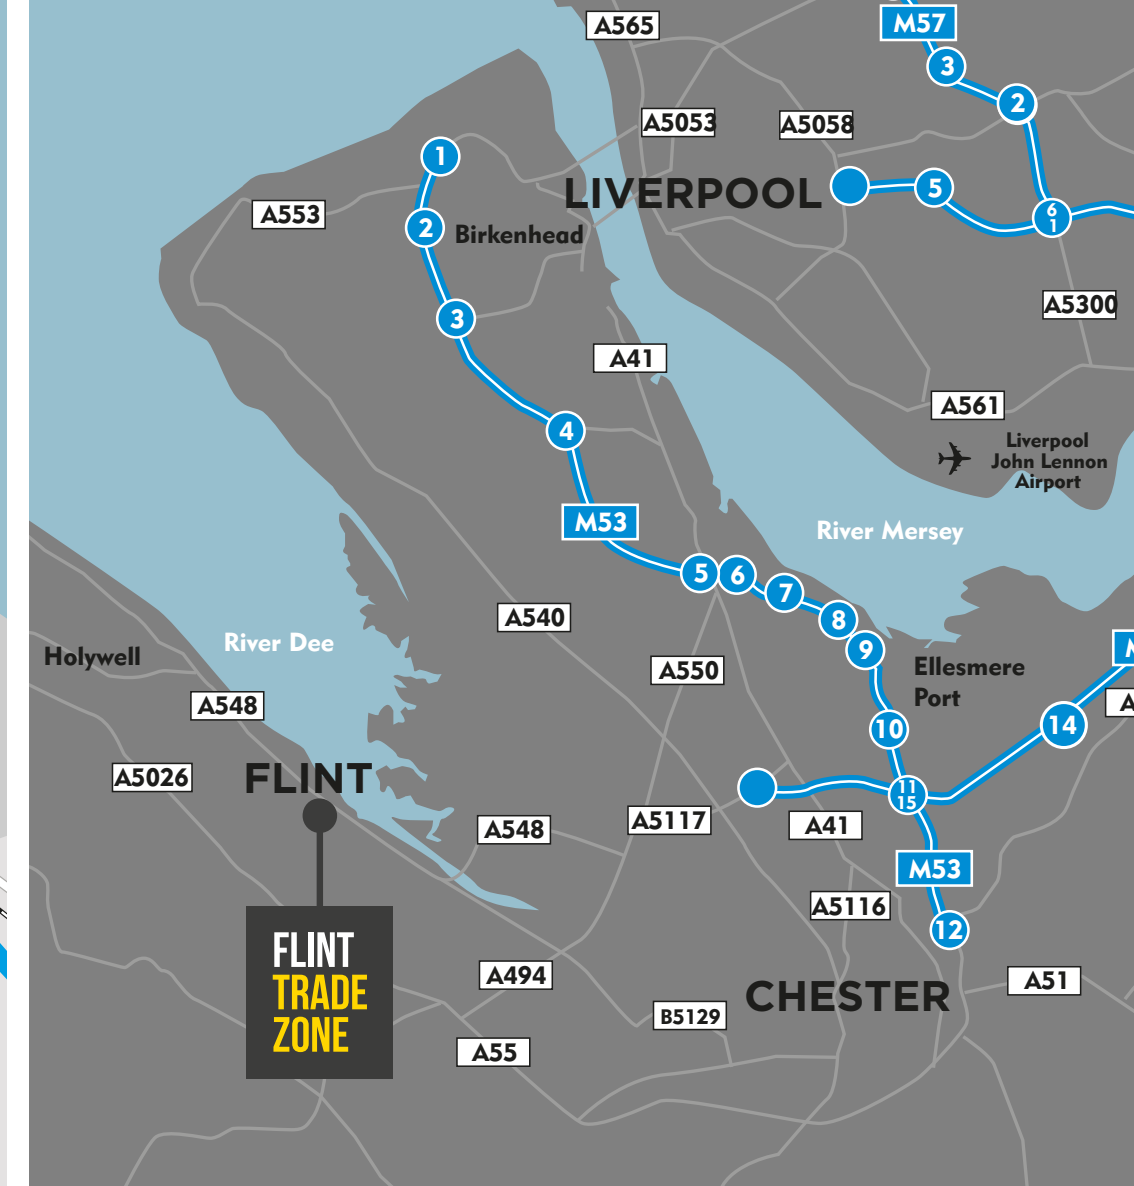 A565
M57
3
2
A5053
A5058
1
LIVERPOOL
5
A553
2
Birkenhead
6
1
3
A5300
A41
A561
4
Liverpool
John Lennon
Airport
M53
River Mersey
5
6
7
A540
8
River Dee
9
Holywell
A550
Ellesmere
Port
A548
10
14
FLINT
A5026
11
15
A548
A5117
A41
M53
A5116
12
FLINT
TRADE
ZONE
A494
CHESTER
A51
B5129
A55